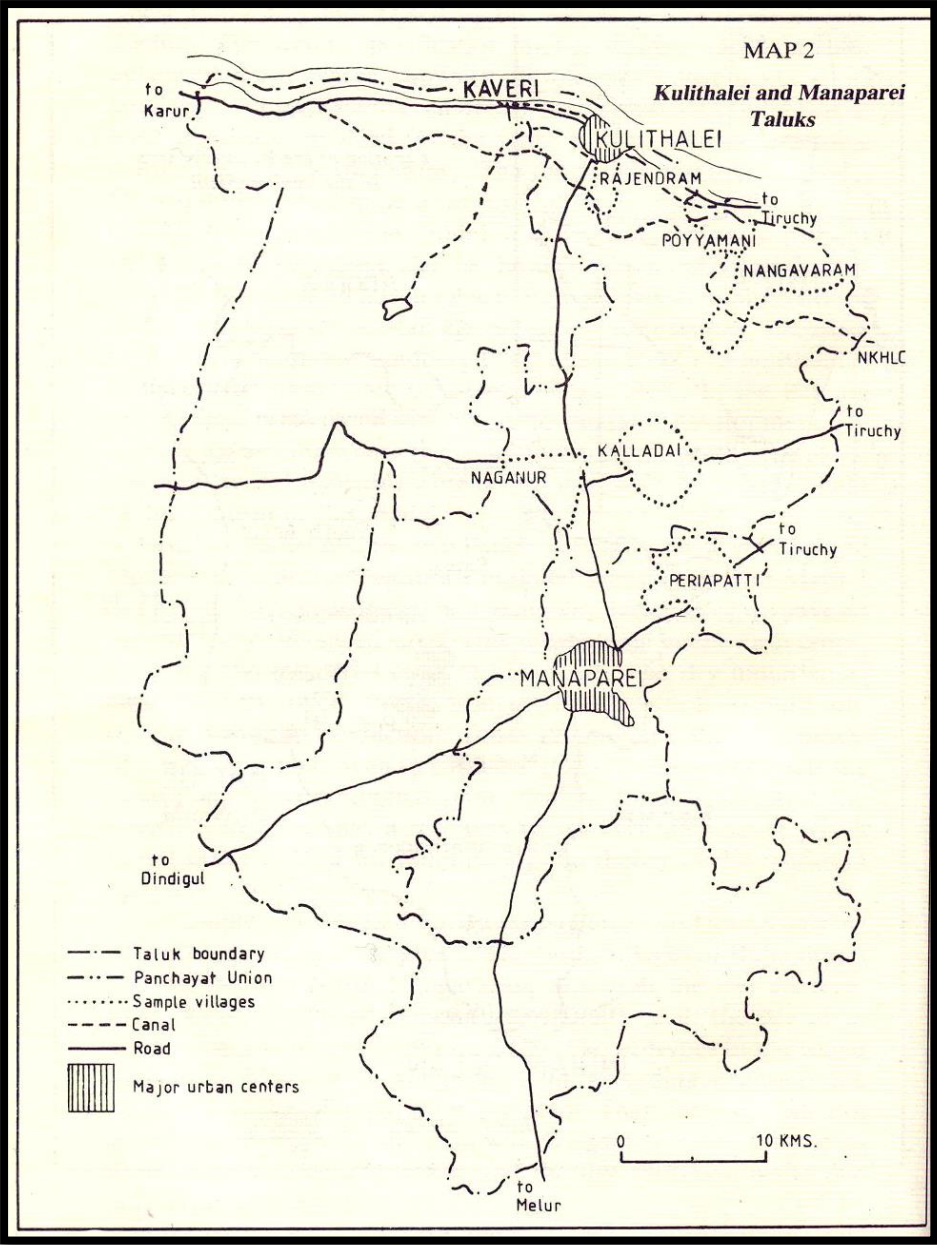 MAP 2
Kulithalei and Manaparei
Taluks
to
Karur
KAVERI
KULITHALEI
RAJENDRAM
to
Tiruchy
POYYAMANI
NANGAVARAM
NKHLC
to
Tiruchy
KALLADAI
NAGANUR
to
Tiruchy
PERIAPATTI
MANAPAREI
to
Dindigul
Taluk boundary
Panchayat Union
Sample villages
Canal
Road
Major urban centers
0 10 KMS.
to
Melur